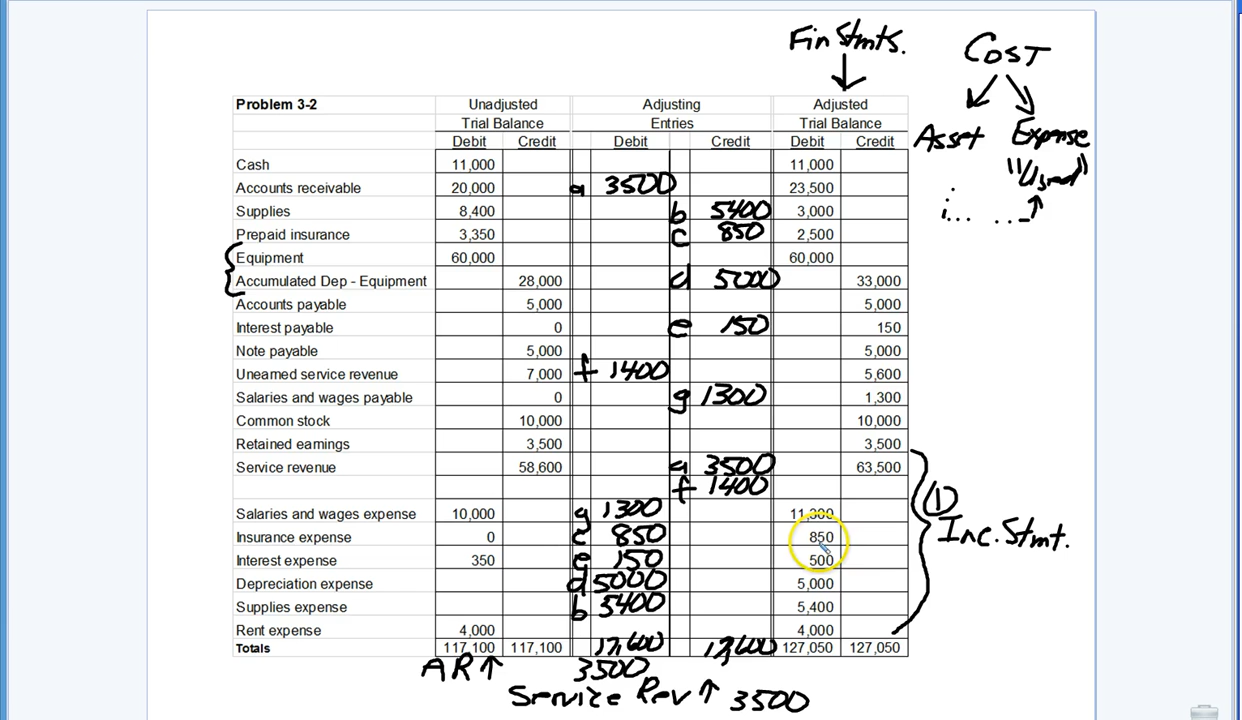 Fin Stmts.
COST
Asset Expense
"Used"
Problem 3-2 Unadjusted Adjusting Adjusted
Trial Balance Entries Trial Balance
Debit Credit Debit Credit Debit Credit
Cash 11,000 11,000
Accounts receivable 20,000 a 3500 23,500
Supplies 8,400 b 5400 3,000
Prepaid insurance 3,350 c 850 2,500
Equipment 60,000 60,000
Accumulated Dep - Equipment 28,000 d 5000 33,000
Accounts payable 5,000 5,000
Interest payable 0 e 150 150
Note payable 5,000 5,000
Unearned service revenue 7,000 f 1400 5,600
Salaries and wages payable 0 g 1300 1,300
Common stock 10,000 10,000
Retained earnings 3,500 3,500
Service revenue 58,600 a 3500 63,500
f 1400
Salaries and wages expense 10,000 g 1300 11,300
Insurance expense 0 c 850 850
Interest expense 350 e 150 500
Depreciation expense d 5000 5,000
Supplies expense b 5400 5,400
Rent expense 4,000 4,000
Totals 117,100 117,100 17,600 17,600 127,050 127,050
① Inc. Stmt.
AR ↑ 3500
Service Rev ↑ 3500